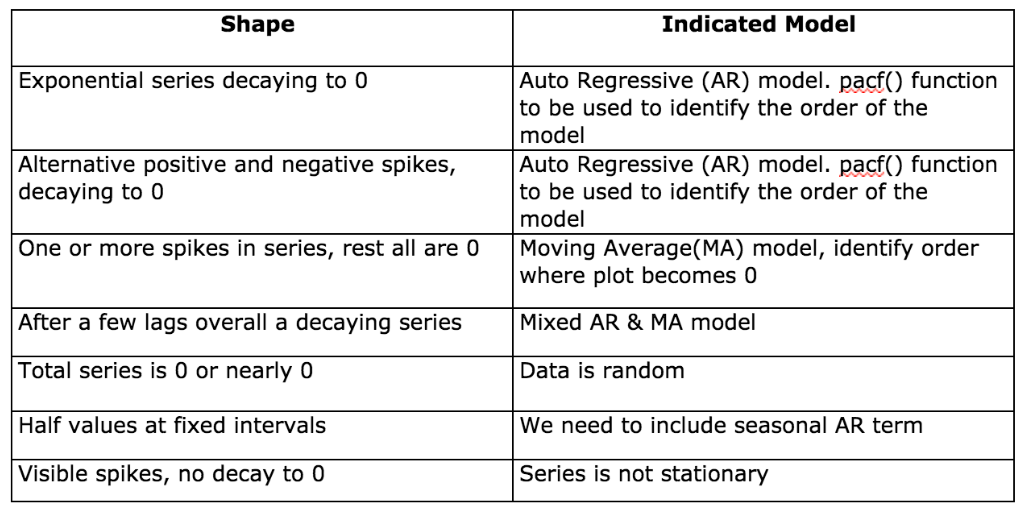 Shape
Indicated Model
Exponential series decaying to 0
Auto Regressive (AR) model. pacf() function
to be used to identify the order of the
model
Alternative positive and negative spikes,
decaying to 0
Auto Regressive (AR) model. pacf() function
to be used to identify the order of the
model
One or more spikes in series, rest all are 0
Moving Average(MA) model, identify order
where plot becomes 0
After a few lags overall a decaying series
Mixed AR & MA model
Total series is 0 or nearly 0
Data is random
Half values at fixed intervals
We need to include seasonal AR term
Visible spikes, no decay to 0
Series is not stationary